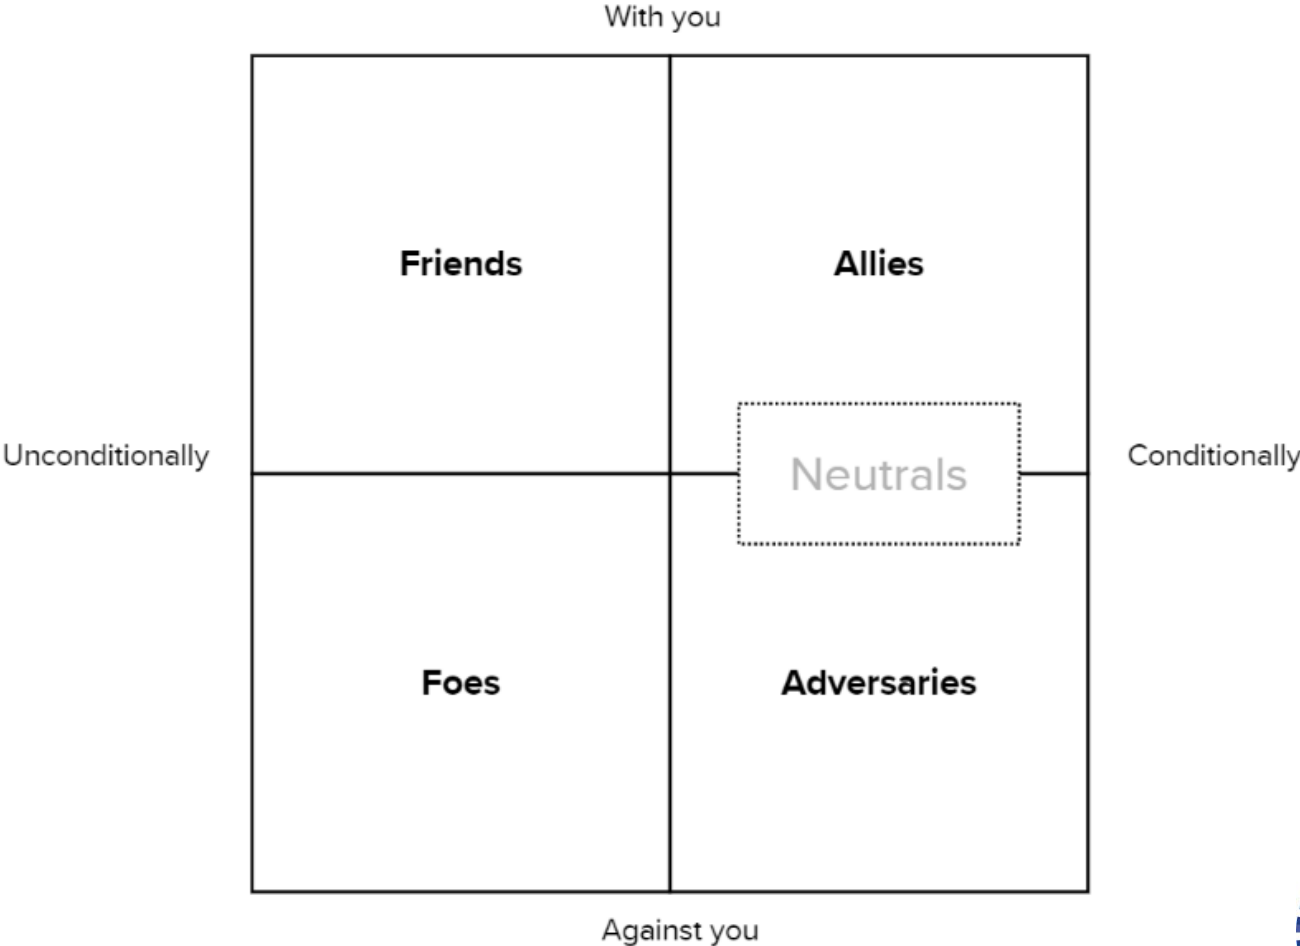 With you
Friends
Allies
Unconditionally
Neutrals
Conditionally
Foes
Adversaries
Against you